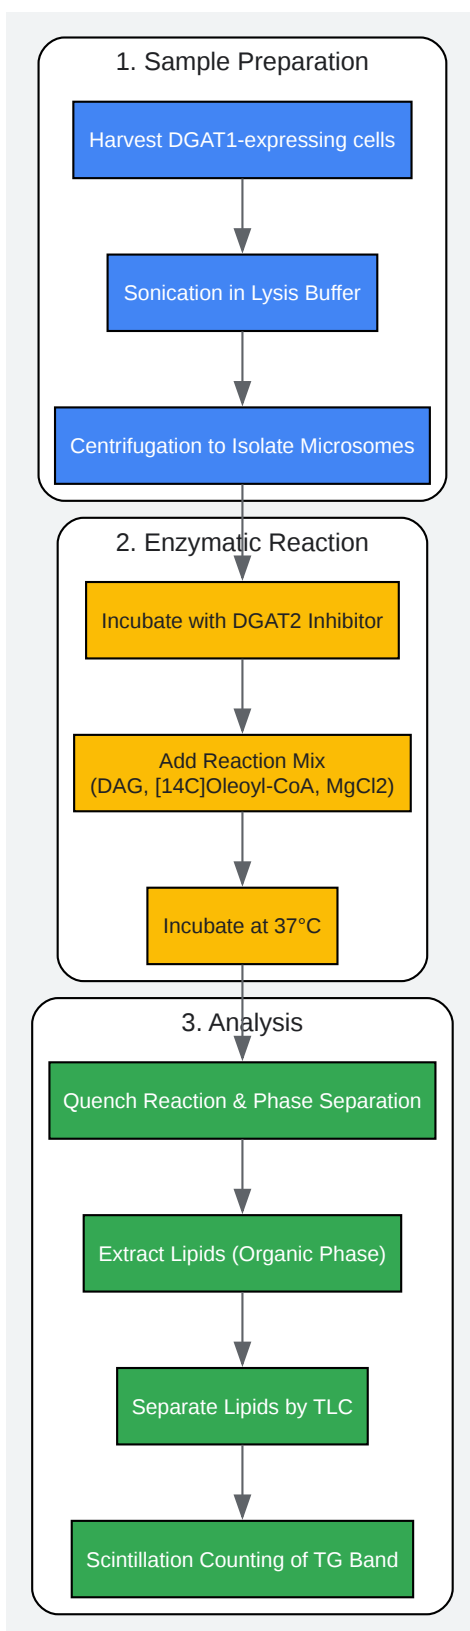 1. Sample Preparation
Harvest DGAT1-expressing cells
Sonication in Lysis Buffer
Centrifugation to Isolate Microsomes
2. Enzymatic Reaction
Incubate with DGAT2 Inhibitor
Add Reaction Mix
(DAG, [14C]Oleoyl-CoA, MgCl2)
Incubate at 37°C
3. Analysis
Quench Reaction & Phase Separation
Extract Lipids (Organic Phase)
Separate Lipids by TLC
Scintillation Counting of TG Band